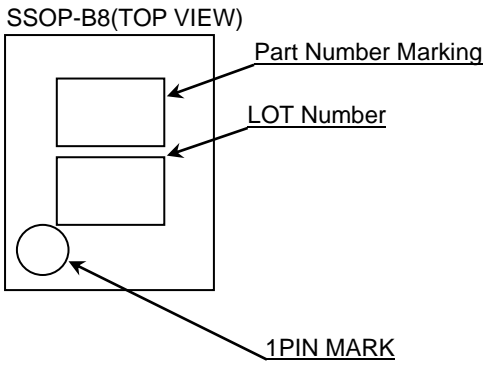 SSOP-B8(TOP VIEW)
Part Number Marking
LOT Number
1PIN MARK